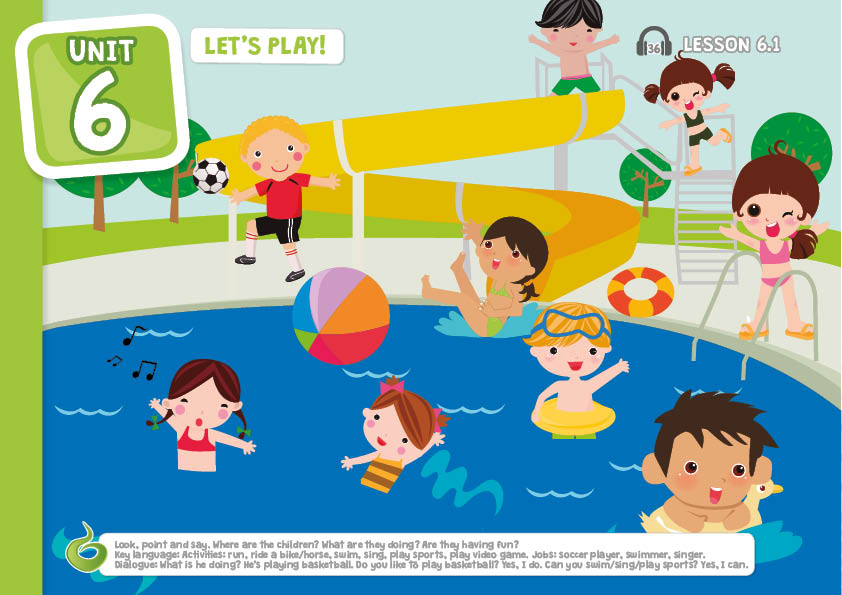 UNIT
6
LET'S PLAY!
36
LESSON 6.1
Look, point and say. Where are the children? What are they doing? Are they having fun?
Key language: Activities: run, ride a bike/horse, swim, sing, play sports, play video game. Jobs: soccer player, swimmer, singer.
Dialogue: What is he doing? He's playing basketball. Do you like to play basketball? Yes, I do. Can you swim/sing/play sports? Yes, I can.